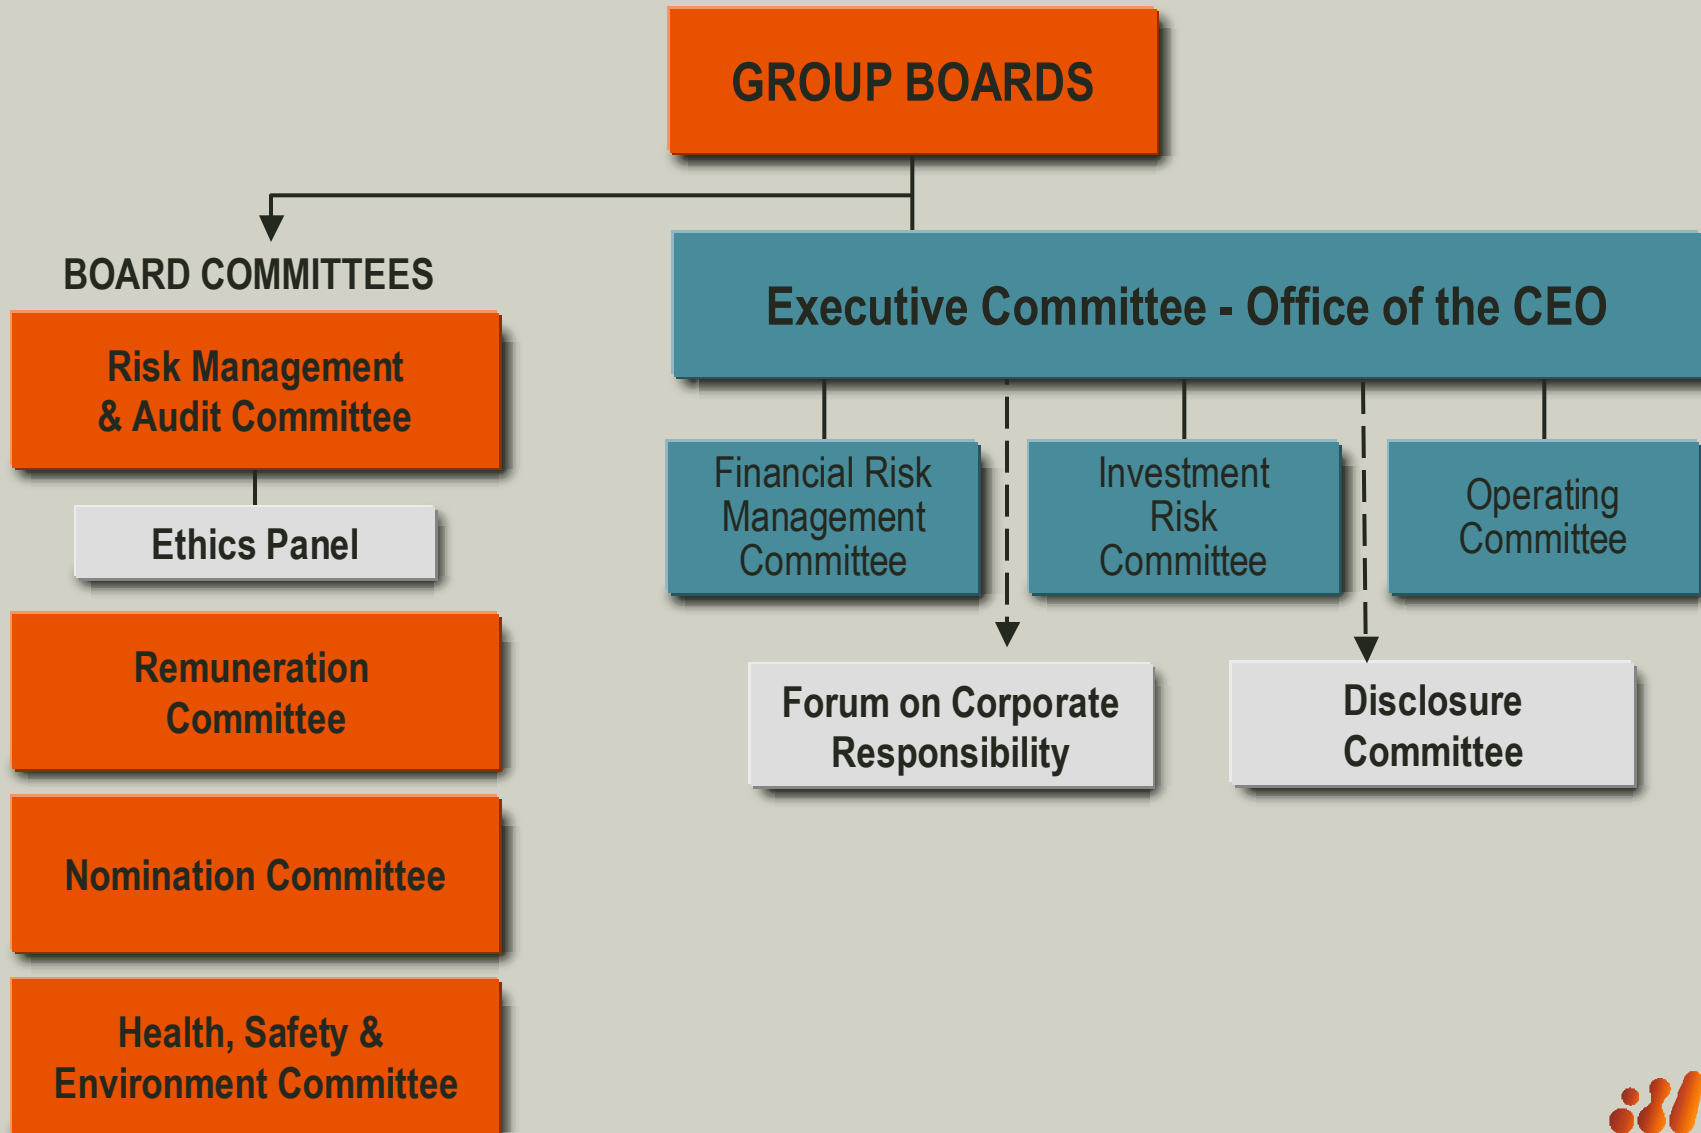 GROUP BOARDS
BOARD COMMITTEES
Risk Management
& Audit Committee
Ethics Panel
Remuneration
Committee
Nomination Committee
Health, Safety &
Environment Committee
Executive Committee - Office of the CEO
Financial Risk
Management
Committee
Investment
Risk
Committee
Operating
Committee
Forum on Corporate
Responsibility
Disclosure
Committee